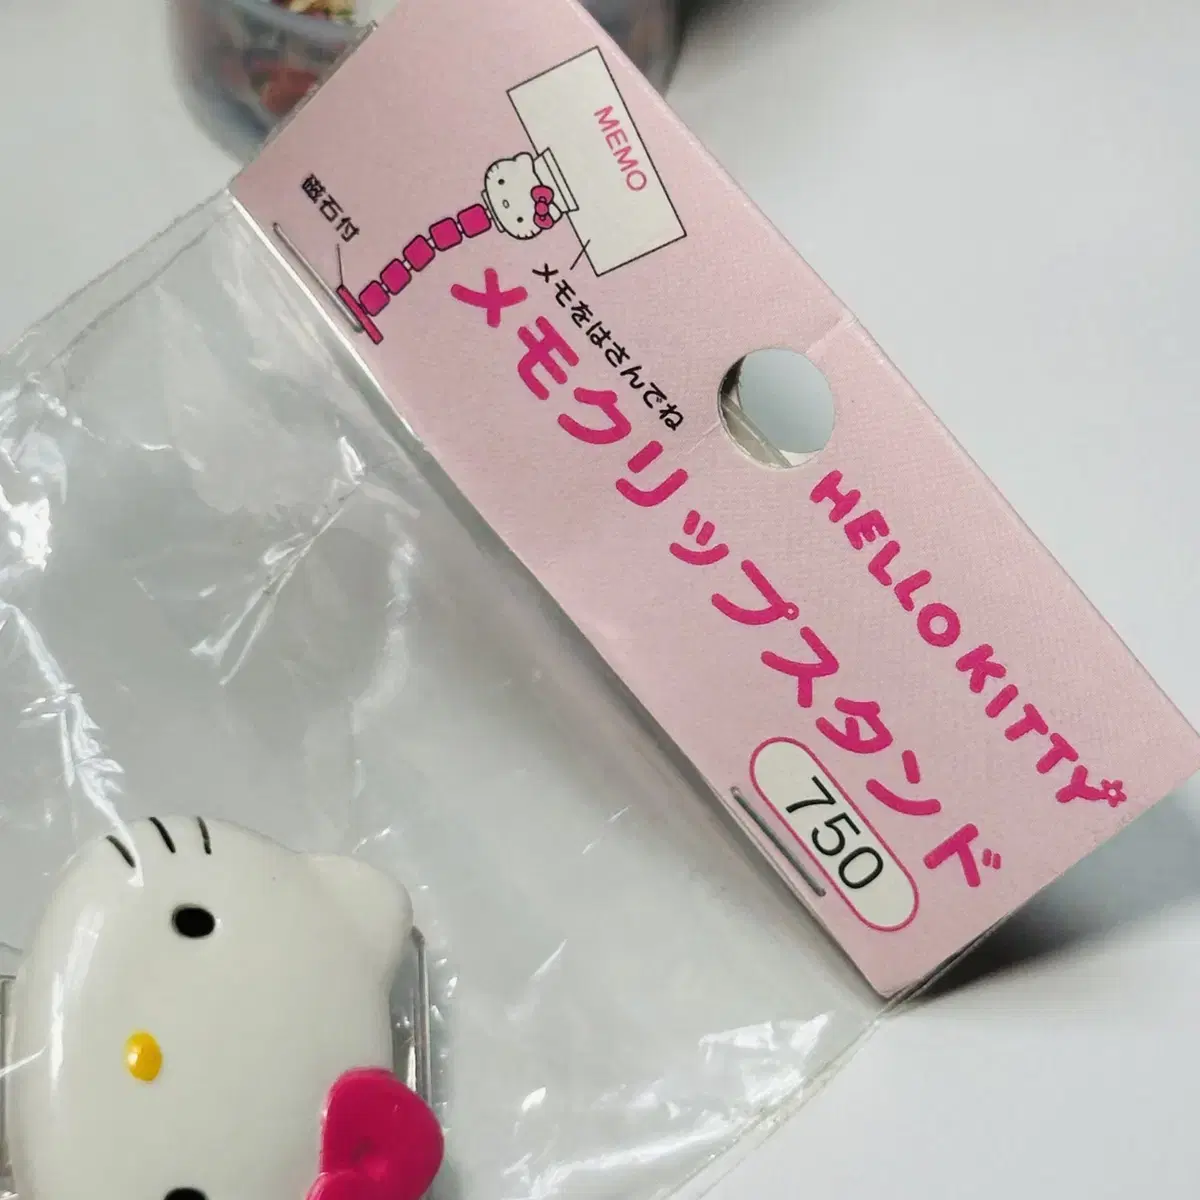 MEMO
磁石付
メモをはさんでね
HELLO KITTY
メモクリップスタンド
750